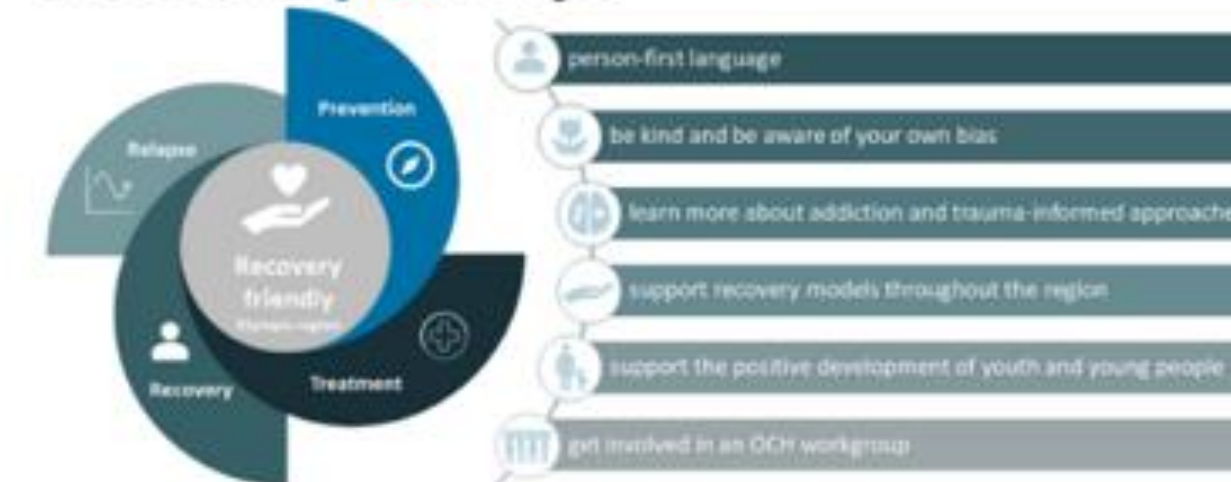 Prevention
Relapse
Recovery
friendly
Recovery
Treatment
person-first language
be kind and be aware of your own bias
learn more about addiction and trauma-informed approache
support recovery models throughout the region
support the positive development of youth and young people
get involved in an OCH workgroup